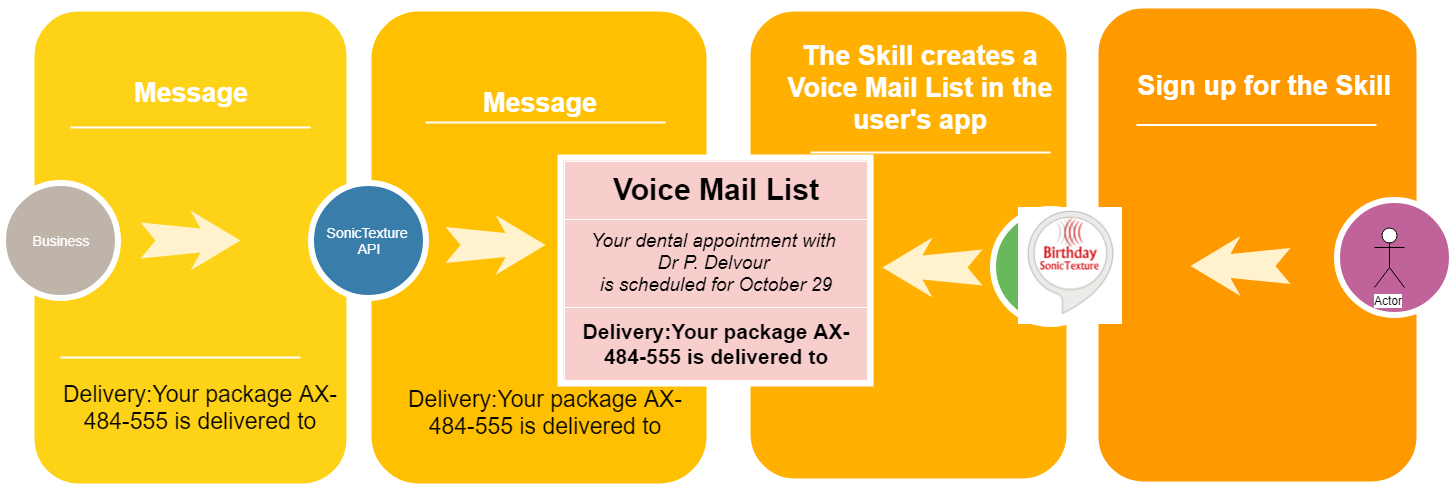 Message
Business
Delivery:Your package AX-
484-555 is delivered to
Message
SonicTexture
API
Delivery:Your package AX-
484-555 is delivered to
Voice Mail List
Your dental appointment with
Dr P. Delvour
is scheduled for October 29
Delivery:Your package AX-
484-555 is delivered to
The Skill creates a
Voice Mail List in the
user's app
Birthday
SonicTexture
Sign up for the Skill
Actor